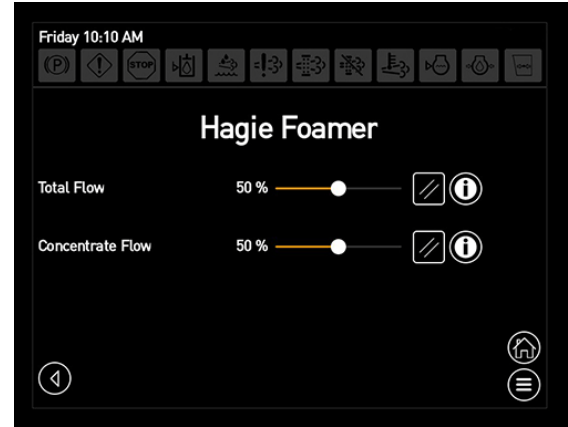 Friday 10:10 AM
(P) STOP
Hagie Foamer
Total Flow 50 % i
Concentrate Flow 50 % i